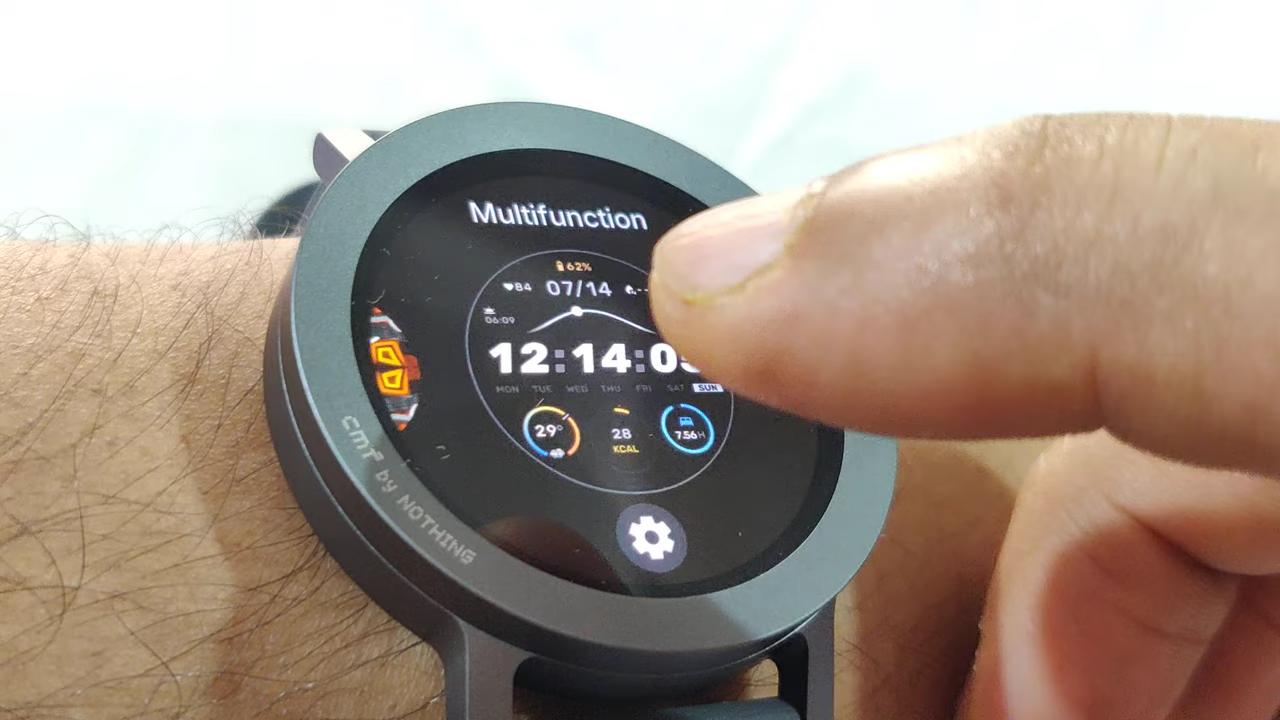 Multifunction
62%
84 07/14 --
06:09
12:14:0
MON TUE WED THU FRI SAT SUN
29° 28 7.56H
KCAL
CMF by NOTHING